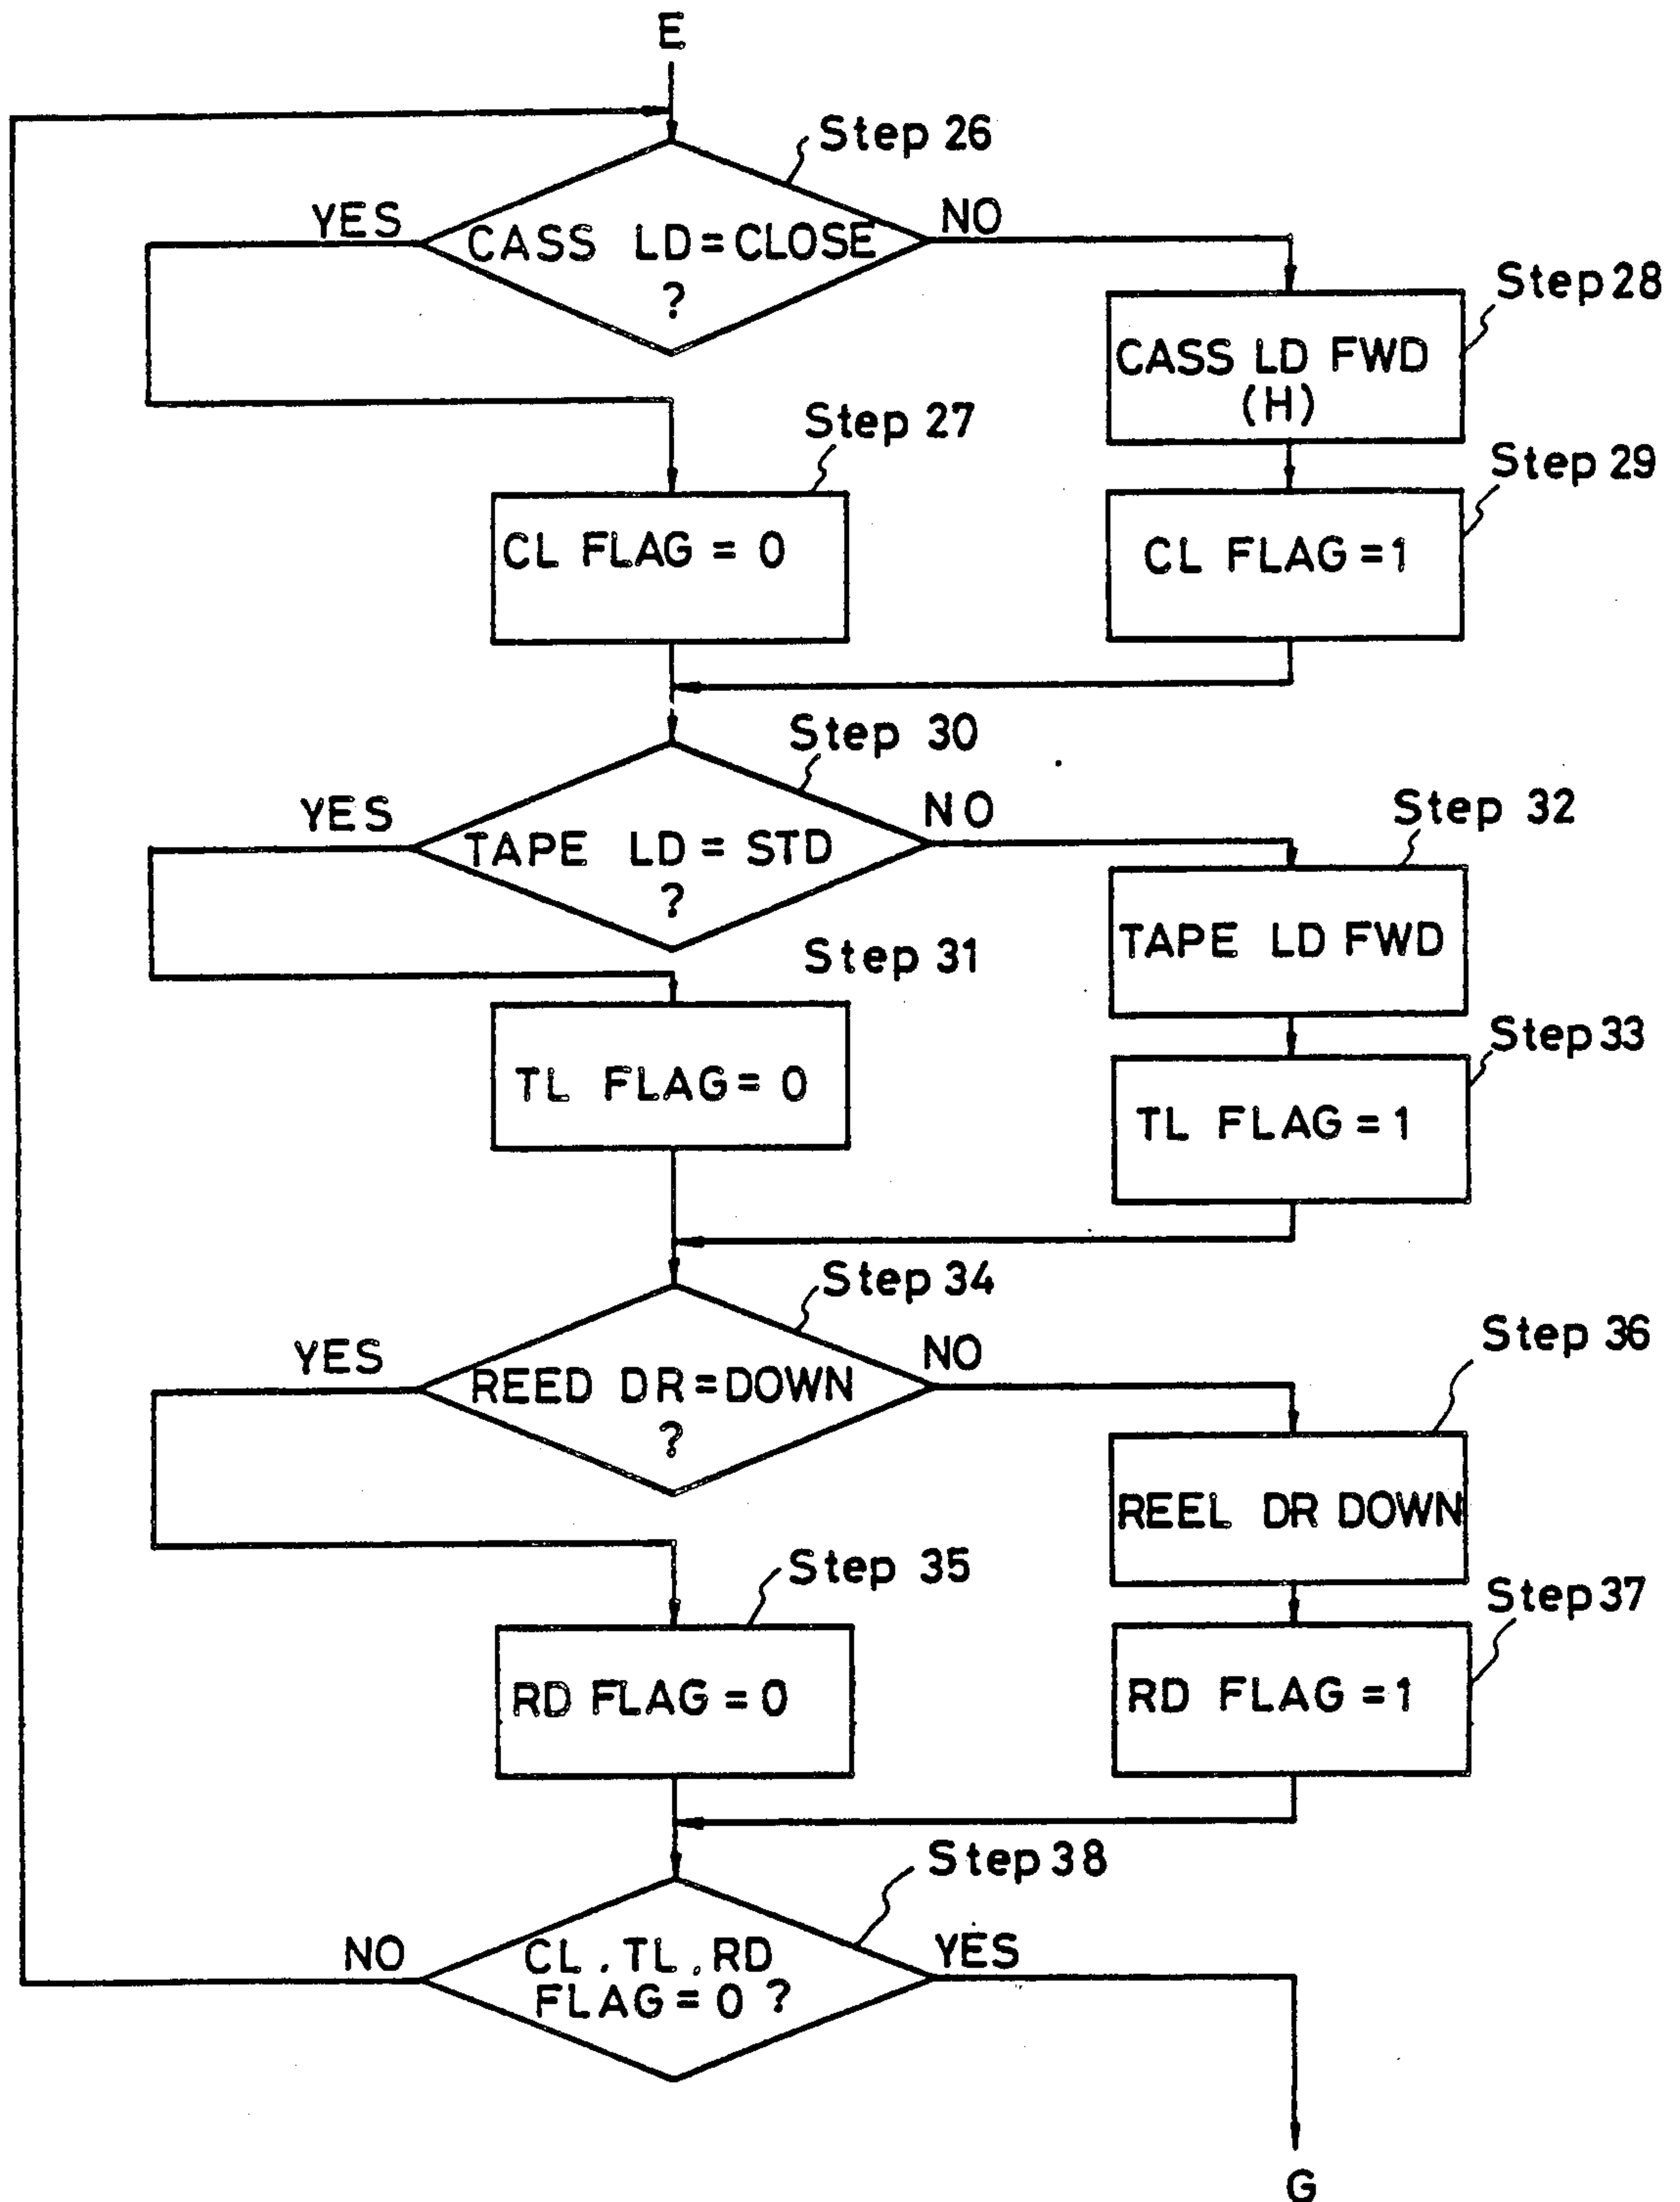 E
Step 26
YES
NO
CASS LD=CLOSE
?
Step 28
CASS LD FWD
(H)
Step 27
Step 29
CL FLAG = 0
CL FLAG =1
Step 30
YES
NO
TAPE LD = STD
?
Step 32
TAPE LD FWD
Step 31
Step 33
TL FLAG = 0
TL FLAG = 1
Step 34
YES
NO
REED DR=DOWN
?
Step 36
REEL DR DOWN
Step 35
Step 37
RD FLAG = 0
RD FLAG =1
Step 38
NO
YES
CL . TL . RD
FLAG = 0 ?
G